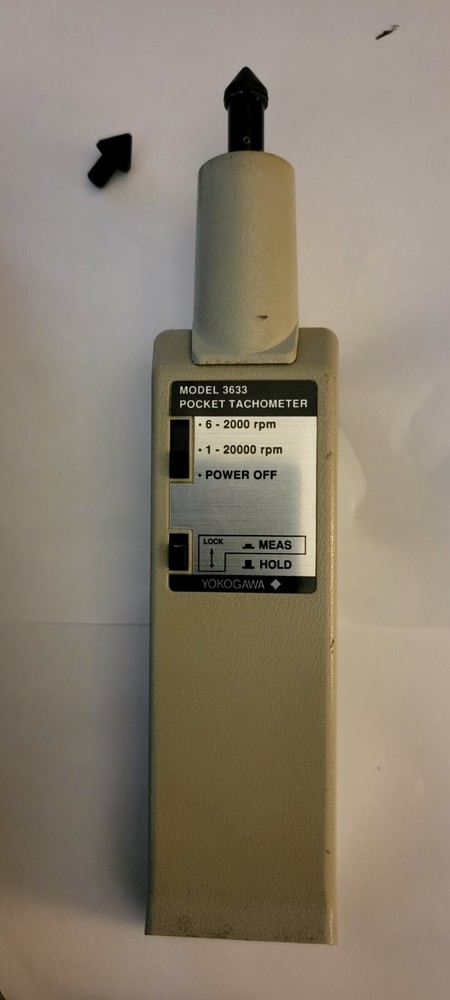 MODEL 3633
POCKET TACHOMETER
• 6 - 2000 rpm
• 1 - 20000 rpm
• POWER OFF
LOCK
MEAS
HOLD
YOKOGAWA